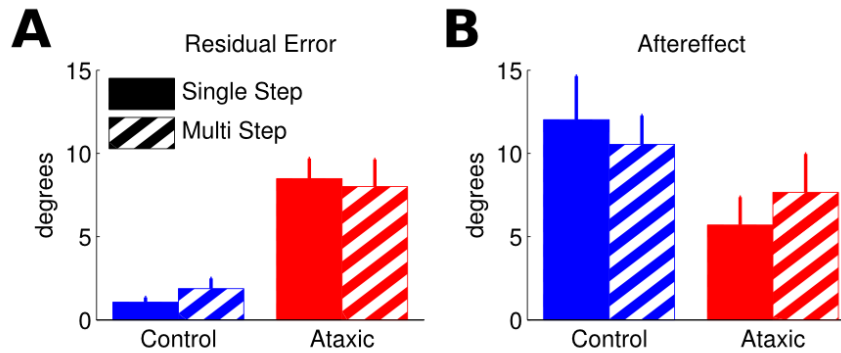 A
Residual Error
15
10
5
0
degrees
Single Step
Multi Step
Control
Ataxic
B
Aftereffect
15
10
5
0
degrees
Control
Ataxic